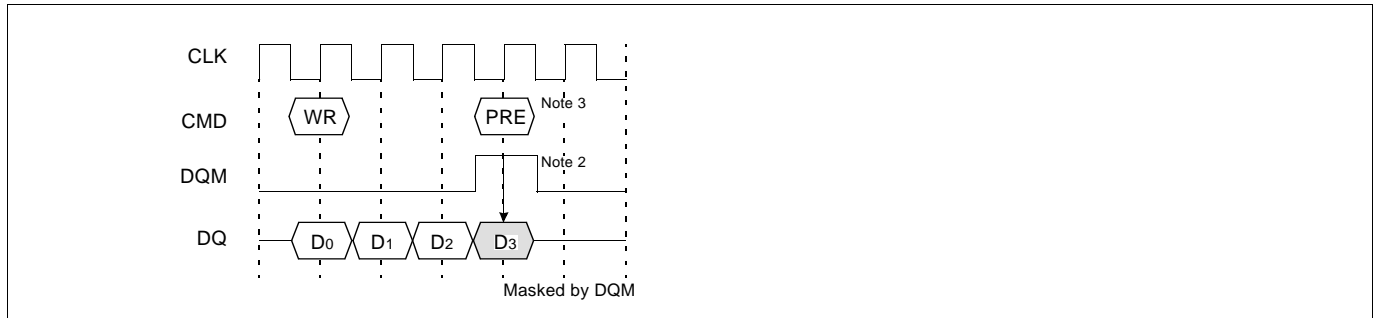 CLK
CMD WR PRE Note 3
DQM Note 2
DQ D0 D1 D2 D3
Masked by DQM